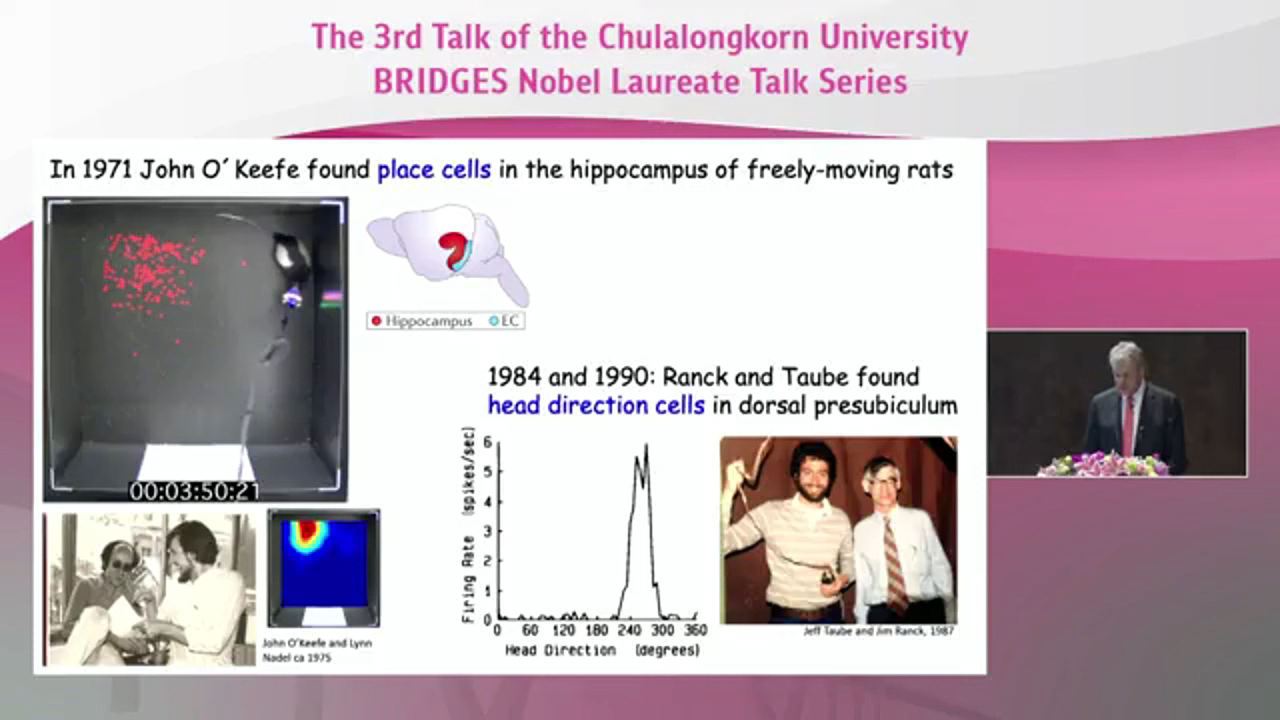 The 3rd Talk of the Chulalongkorn University
BRIDGES Nobel Laureate Talk Series
In 1971 John O´ Keefe found place cells in the hippocampus of freely-moving rats
Hippocampus EC
00:03:50:21
John O'Keefe and Lynn
Nadel ca 1975
1984 and 1990: Ranck and Taube found
head direction cells in dorsal presubiculum
Firing Rate (spikes/sec)
6
5
4
3
2
1
0
0 60 120 180 240 300 360
Head Direction (degrees)
Jeff Taube and Jim Ranck, 1987